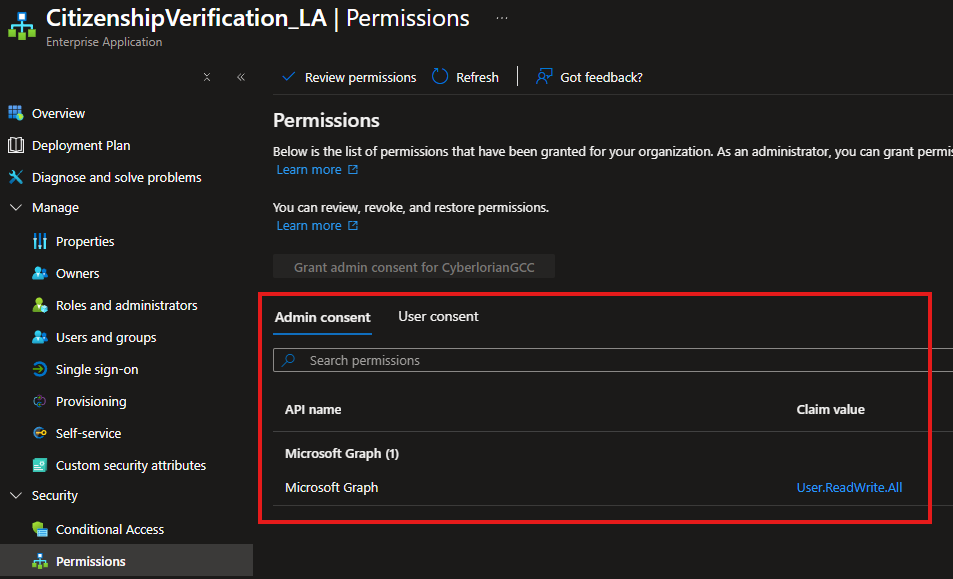 CitizenshipVerification_LA | Permissions ...
Enterprise Application
Review permissions Refresh Got feedback?
Overview
Deployment Plan
Diagnose and solve problems
Manage
Properties
Owners
Roles and administrators
Users and groups
Single sign-on
Provisioning
Self-service
Custom security attributes
Security
Conditional Access
Permissions
Permissions
Below is the list of permissions that have been granted for your organization. As an administrator, you can grant permis
Learn more
You can review, revoke, and restore permissions.
Learn more
Grant admin consent for CyberlorianGCC
Admin consent User consent
Search permissions
API name Claim value
Microsoft Graph (1)
Microsoft Graph User.ReadWrite.All